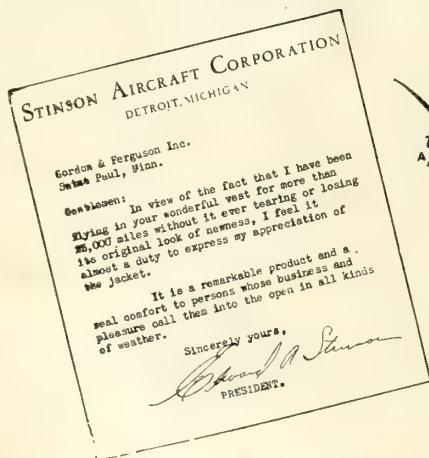 STINSON AIRCRAFT CORPORATION
DETROIT, MICHIGAN
Gordon & Ferguson Inc.
Paul, Minn.
Gentlemen:
In view of the fact that I have been
flying in your wonderful vest for more than
,000 miles without it ever tearing or losing
its original look of newness, I feel it
almost a duty to express my appreciation of
the jacket.
It is a remarkable product and a
real comfort to persons whose business and
pleasure call them into the open in all kinds
of weather.
Sincerely yours,
Edward A Stinson
PRESIDENT.